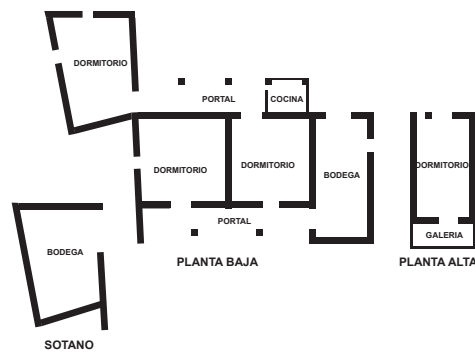 DORMITORIO
PORTAL
COCINA
DORMITORIO
DORMITORIO
BODEGA
DORMITORIO
PORTAL
GALERIA
BODEGA
PLANTA BAJA
PLANTA ALTA
SOTANO